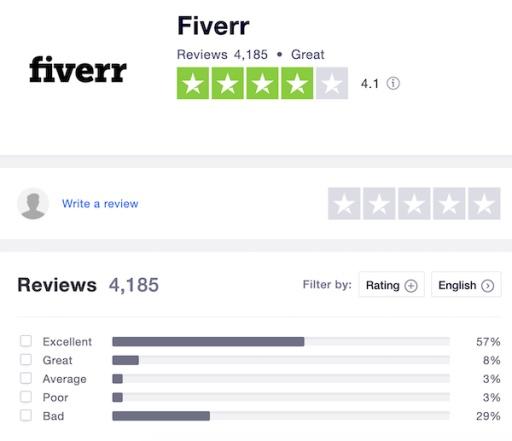 Fiverr
Reviews 4,185 • Great
fiverr
4.1
Write a review
Reviews 4,185
Filter by: Rating English
Excellent 57%
Great 8%
Average 3%
Poor 3%
Bad 29%